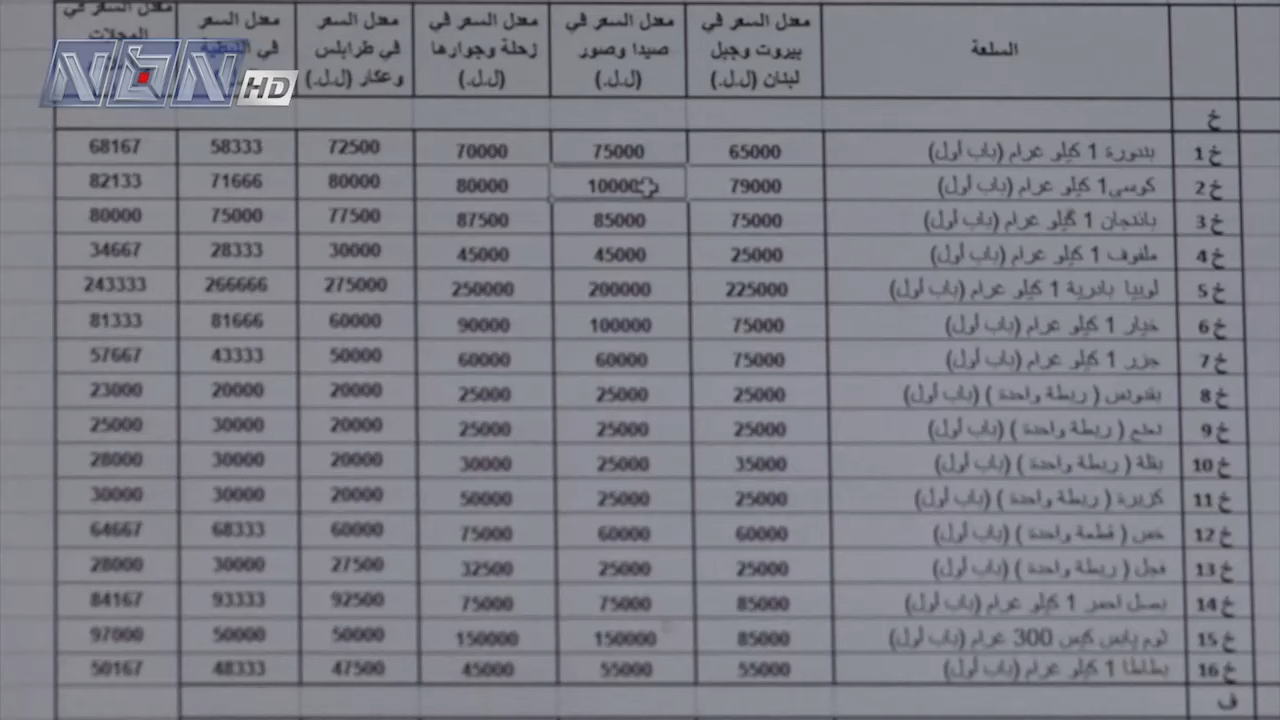 NBN HD
السلعة | معدل السعر في بيروت وجبل لبنان (ل.ل.) | معدل السعر في صيدا وصور (ل.ل.) | معدل السعر في زحلة وجوارها (ل.ل.) | معدل السعر في طرابلس وعكار (ل.ل.) | معدل السعر في النبطية | معدل السعر في المحلات
خ
خ 1 | بندورة 1 كيلو غرام (باب أول) | 65000 | 75000 | 70000 | 72500 | 58333 | 68167
خ 2 | كوسى 1 كيلو غرام (باب أول) | 79000 | 10000 | 80000 | 80000 | 71666 | 82133
خ 3 | باذنجان 1 كيلو غرام (باب أول) | 75000 | 85000 | 87500 | 77500 | 75000 | 80000
خ 4 | ملفوف 1 كيلو غرام (باب أول) | 25000 | 45000 | 45000 | 30000 | 28333 | 34667
خ 5 | لوبيا بادرية 1 كيلو غرام (باب أول) | 225000 | 200000 | 250000 | 275000 | 266666 | 243333
خ 6 | خيار 1 كيلو غرام (باب أول) | 75000 | 100000 | 90000 | 60000 | 81666 | 81333
خ 7 | جزر 1 كيلو غرام (باب أول) | 75000 | 60000 | 60000 | 50000 | 43333 | 57667
خ 8 | بقدونس ( ربطة واحدة ) (باب أول) | 25000 | 25000 | 25000 | 20000 | 20000 | 23000
خ 9 | نعنع ( ربطة واحدة ) (باب أول) | 25000 | 25000 | 25000 | 20000 | 30000 | 25000
خ 10 | بقلة ( ربطة واحدة ) (باب أول) | 35000 | 25000 | 30000 | 20000 | 30000 | 28000
خ 11 | كزبرة ( ربطة واحدة ) (باب أول) | 25000 | 25000 | 50000 | 20000 | 30000 | 30000
خ 12 | خس ( قطعة واحدة ) (باب أول) | 60000 | 60000 | 75000 | 60000 | 68333 | 64667
خ 13 | فجل ( ربطة واحدة ) (باب أول) | 25000 | 25000 | 32500 | 27500 | 30000 | 28000
خ 14 | بصل احمر 1 كيلو غرام (باب أول) | 85000 | 75000 | 75000 | 92500 | 93333 | 84167
خ 15 | ثوم يابس كيس 300 غرام (باب أول) | 85000 | 150000 | 150000 | 50000 | 50000 | 97000
خ 16 | بطاطا 1 كيلو غرام (باب أول) | 55000 | 55000 | 45000 | 47500 | 48333 | 50167
ف